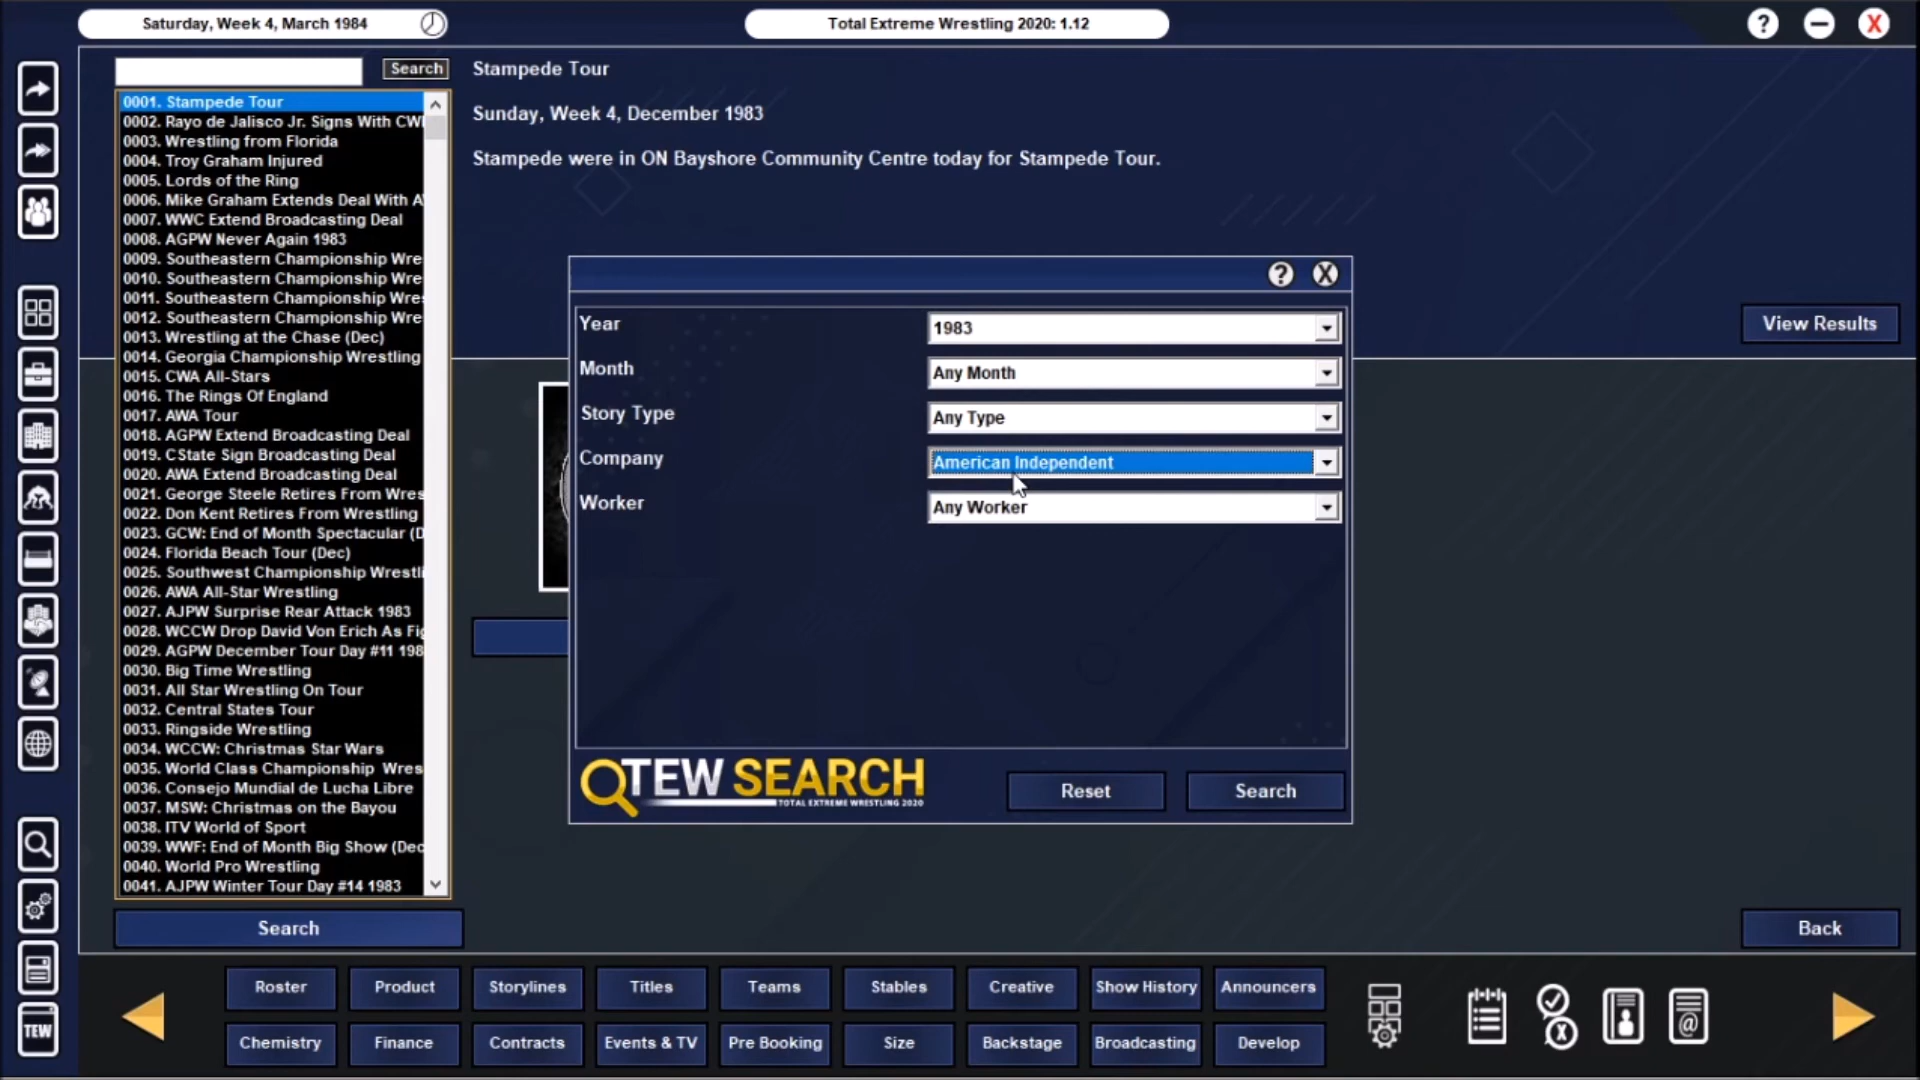 Saturday, Week 4, March 1984
Total Extreme Wrestling 2020: 1.12
?
X
Search
Stampede Tour
Sunday, Week 4, December 1983
Stampede were in ON Bayshore Community Centre today for Stampede Tour.
0001. Stampede Tour
0002. Rayo de Jalisco Jr. Signs With CWI
0003. Wrestling from Florida
0004. Troy Graham Injured
0005. Lords of the Ring
0006. Mike Graham Extends Deal With A
0007. WWC Extend Broadcasting Deal
0008. AGPW Never Again 1983
0009. Southeastern Championship Wre
0010. Southeastern Championship Wre
0011. Southeastern Championship Wres
0012. Southeastern Championship Wre
0013. Wrestling at the Chase (Dec)
0014. Georgia Championship Wrestling
0015. CWA All-Stars
0016. The Rings Of England
0017. AWA Tour
0018. AGPW Extend Broadcasting Deal
0019. CState Sign Broadcasting Deal
0020. AWA Extend Broadcasting Deal
0021. George Steele Retires From Wres
0022. Don Kent Retires From Wrestling
0023. GCW: End of Month Spectacular (D
0024. Florida Beach Tour (Dec)
0025. Southwest Championship Wrestli
0026. AWA All-Star Wrestling
0027. AJPW Surprise Rear Attack 1983
0028. WCCW Drop David Von Erich As Fig
0029. AGPW December Tour Day #11 198
0030. Big Time Wrestling
0031. All Star Wrestling On Tour
0032. Central States Tour
0033. Ringside Wrestling
0034. WCCW: Christmas Star Wars
0035. World Class Championship Wres
0036. Consejo Mundial de Lucha Libre
0037. MSW: Christmas on the Bayou
0038. ITV World of Sport
0039. WWF: End of Month Big Show (Dec
0040. World Pro Wrestling
0041. AJPW Winter Tour Day #14 1983
Search
View Results
? X
Year 1983
Month Any Month
Story Type Any Type
Company American Independent
Worker Any Worker
TEW SEARCH
TOTAL EXTREME WRESTLING 2020
Reset
Search
Back
TEW
Roster Product Storylines Titles Teams Stables Creative Show History Announcers
Chemistry Finance Contracts Events & TV Pre Booking Size Backstage Broadcasting Develop